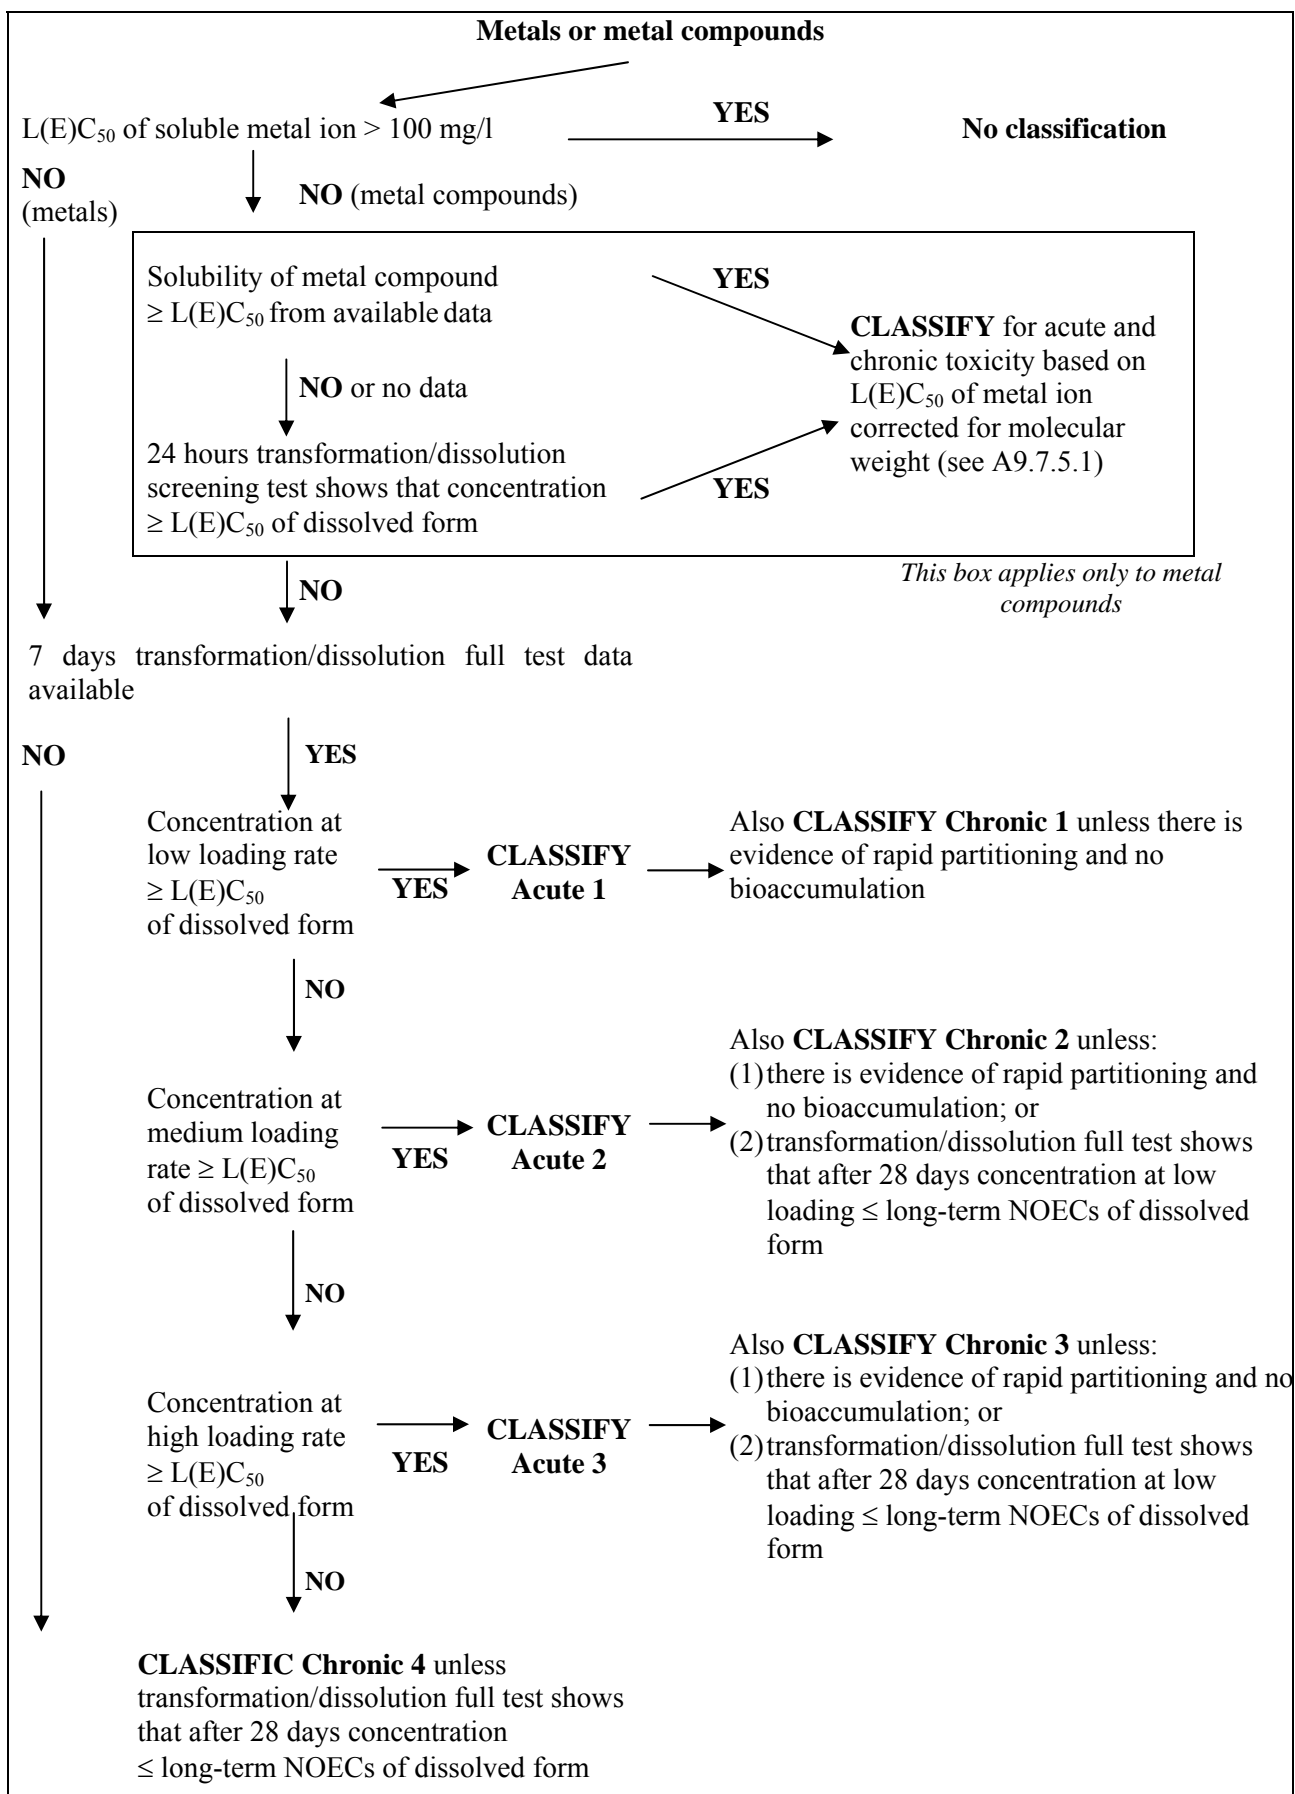 Metals or metal compounds
L(E)C₅₀ of soluble metal ion > 100 mg/l
YES
No classification
NO
(metals)
NO (metal compounds)
Solubility of metal compound
≥ L(E)C₅₀ from available data
YES
CLASSIFY for acute and
chronic toxicity based on
L(E)C₅₀ of metal ion
corrected for molecular
weight (see A9.7.5.1)
NO or no data
24 hours transformation/dissolution
screening test shows that concentration
≥ L(E)C₅₀ of dissolved form
YES
This box applies only to metal
compounds
NO
7 days transformation/dissolution full test data
available
NO
YES
Concentration at
low loading rate
≥ L(E)C₅₀
of dissolved form
YES
CLASSIFY
Acute 1
Also CLASSIFY Chronic 1 unless there is
evidence of rapid partitioning and no
bioaccumulation
NO
Concentration at
medium loading
rate ≥ L(E)C₅₀
of dissolved form
YES
CLASSIFY
Acute 2
Also CLASSIFY Chronic 2 unless:
(1) there is evidence of rapid partitioning and
no bioaccumulation; or
(2) transformation/dissolution full test shows
that after 28 days concentration at low
loading ≤ long-term NOECs of dissolved
form
NO
Concentration at
high loading rate
≥ L(E)C₅₀
of dissolved form
YES
CLASSIFY
Acute 3
Also CLASSIFY Chronic 3 unless:
(1) there is evidence of rapid partitioning and no
bioaccumulation; or
(2) transformation/dissolution full test shows
that after 28 days concentration at low
loading ≤ long-term NOECs of dissolved
form
NO
CLASSIFIC Chronic 4 unless
transformation/dissolution full test shows
that after 28 days concentration
≤ long-term NOECs of dissolved form